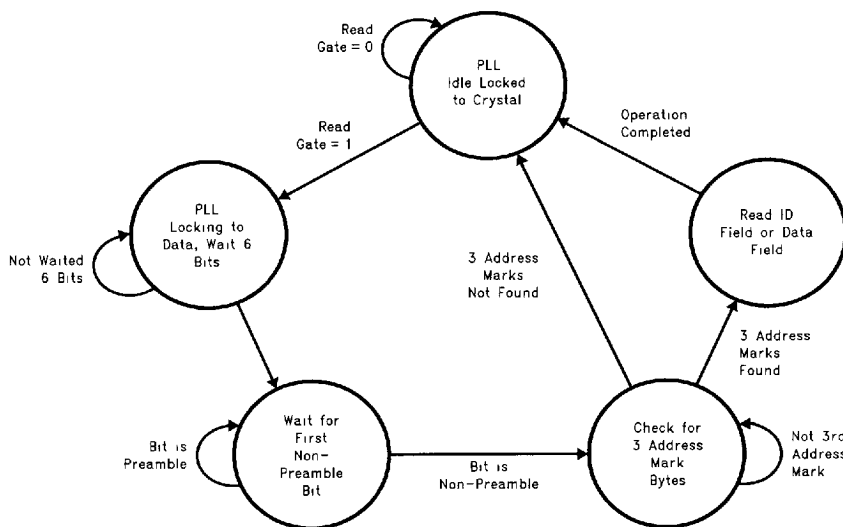 Read
Gate = 0
PLL
Idle Locked
to Crystal
Read
Gate = 1
Operation
Completed
PLL
Locking to
Data, Wait 6
Bits
Not Waited
6 Bits
Read ID
Field or Data
Field
3 Address
Marks
Not Found
3 Address
Marks
Found
Wait for
First
Non-
Preamble
Bit
Bit is
Preamble
Bit is
Non-Preamble
Check for
3 Address
Mark
Bytes
Not 3rd
Address
Mark